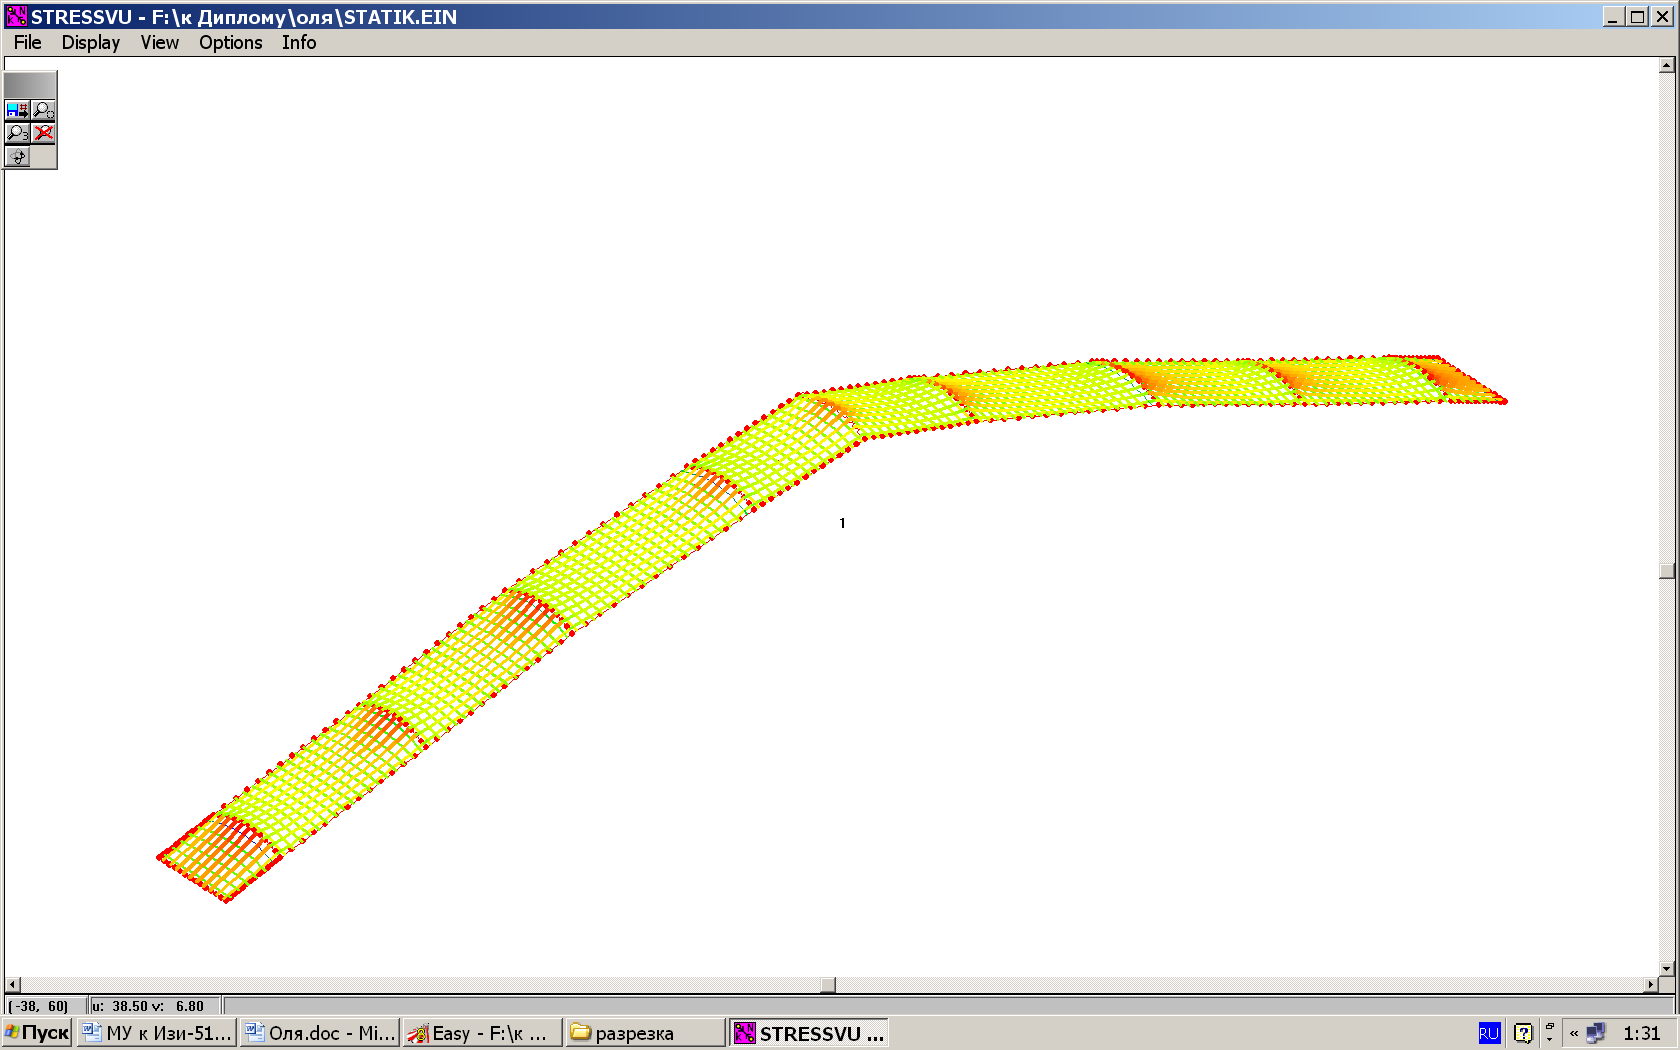 STRESSVU - F:\к Диплому\оля\STATIK.EIN
File Display View Options Info
3
1
(-38, 60) u: 38.50 v: 6.80
Пуск МУ к Изи-51... Оля.doc - Mi... Easy - F:\к ... разрезка STRESSVU ... RU « 1:31